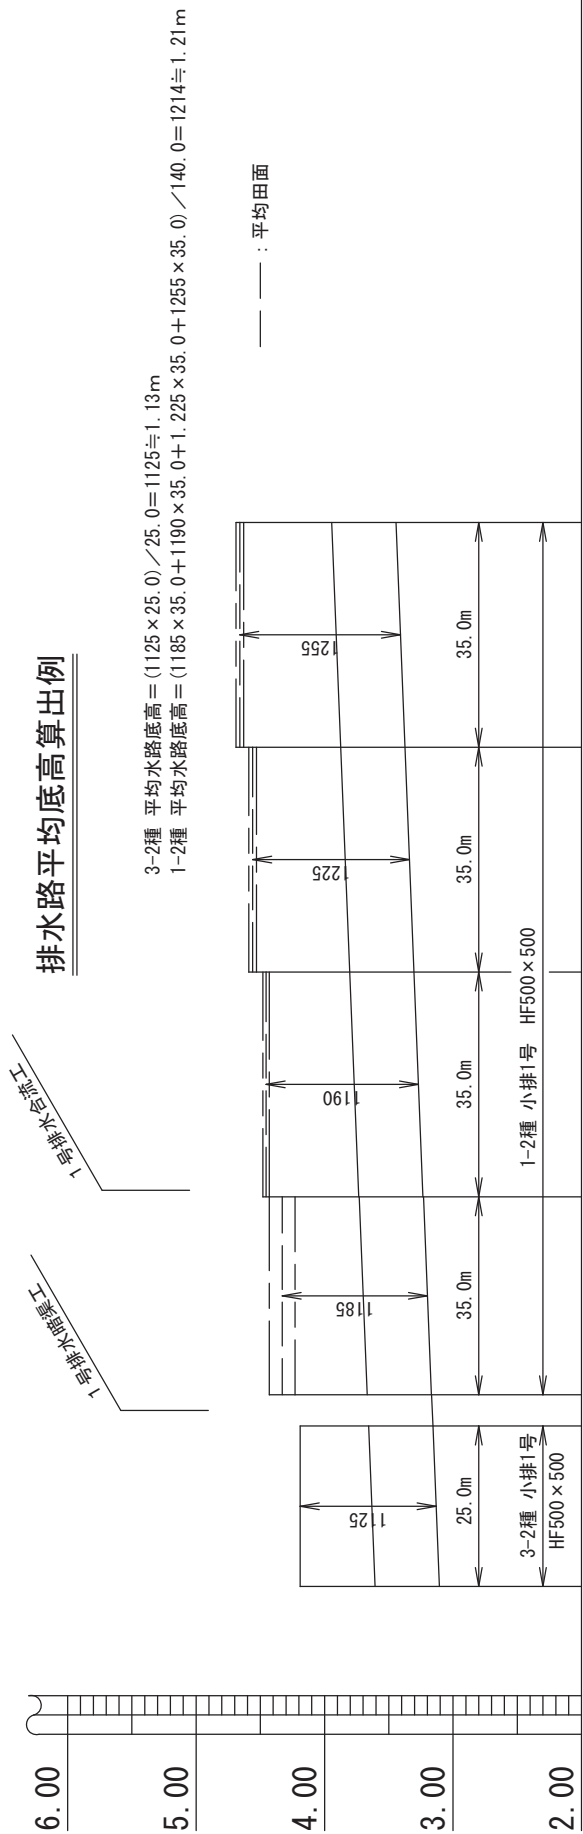 排水路平均底高算出例
3-2種 平均水路底高=(1125×25.0)/25.0=1125≒1.13m
1-2種 平均水路底高=(1185×35.0+1190×35.0+1.225×35.0+1255×35.0)/140.0=1214≒1.21m
―― ――:平均田面
1号排水暗渠工
1号排水合流工
6.00
5.00
4.00
3.00
2.00
1125
1185
1190
1225
1255
25.0m
35.0m
35.0m
35.0m
35.0m
3-2種 小排1号
HF500×500
1-2種 小排1号 HF500×500